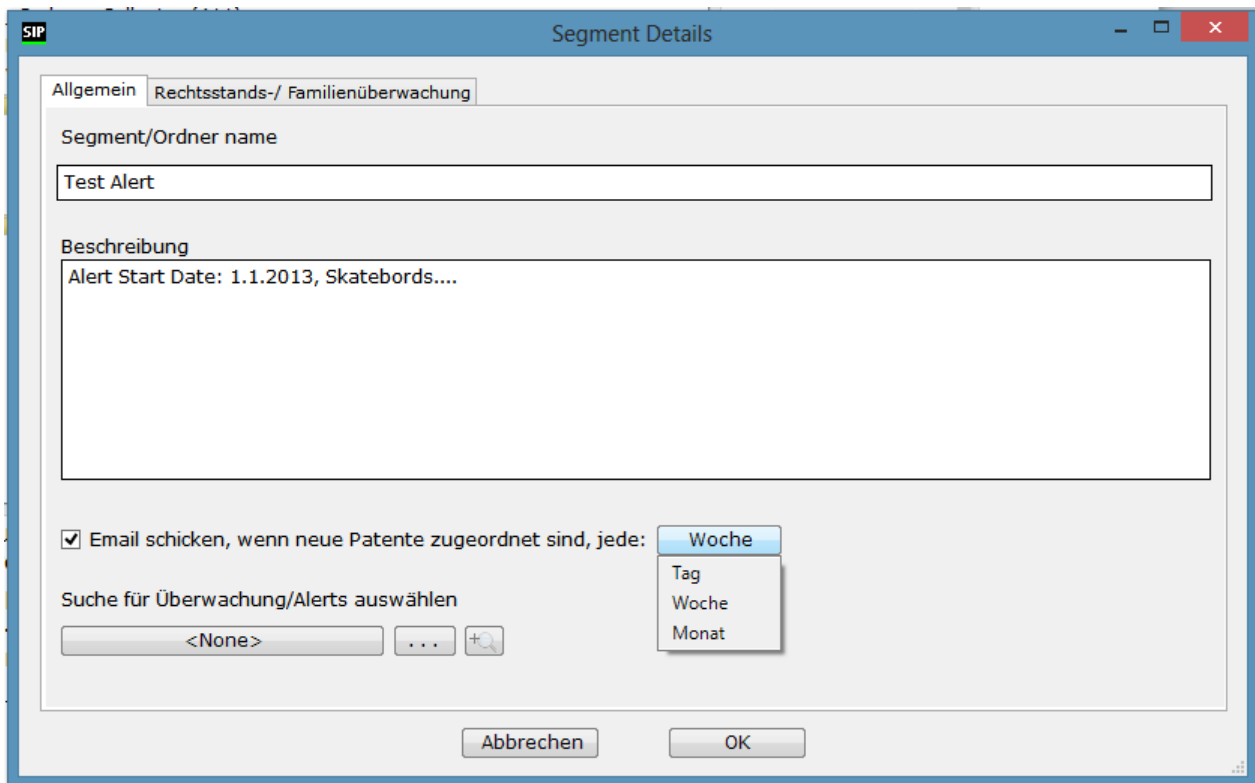 SIP
Segment Details
Allgemein
Rechtsstands-/ Familienüberwachung
Segment/Ordner name
Test Alert
Beschreibung
Alert Start Date: 1.1.2013, Skatebords....
Email schicken, wenn neue Patente zugeordnet sind, jede: Woche
Tag
Woche
Monat
Suche für Überwachung/Alerts auswählen
<None> ...
Abbrechen OK